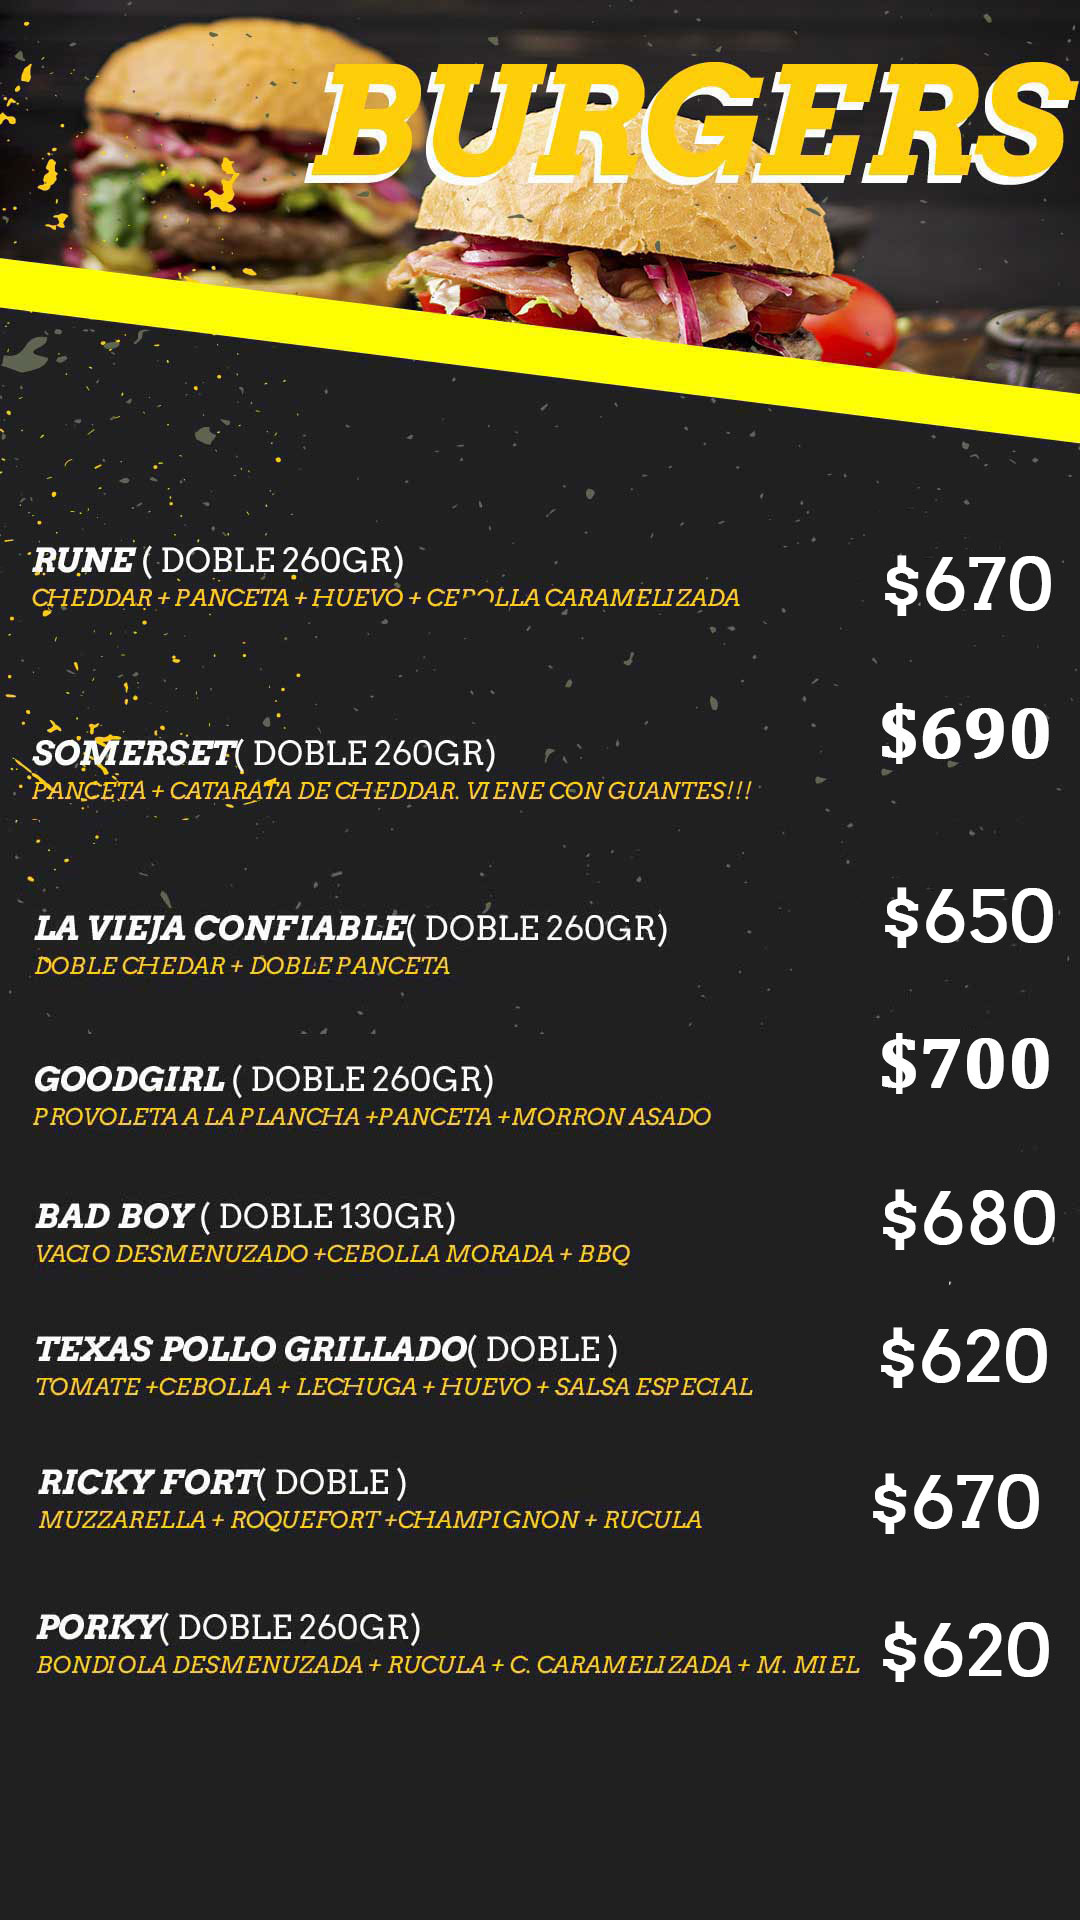 BURGERS
RUNE ( DOBLE 260GR)
CHEDDAR + PANCETA + HUEVO + CEBOLLA CARAMELIZADA
$670
SOMERSET( DOBLE 260GR)
PANCETA + CATARATA DE CHEDDAR. VIENE CON GUANTES!!!
$690
LA VIEJA CONFIABLE( DOBLE 260GR)
DOBLE CHEDAR + DOBLE PANCETA
$650
GOODGIRL ( DOBLE 260GR)
PROVOLETA A LA PLANCHA +PANCETA +MORRON ASADO
$700
BAD BOY ( DOBLE 130GR)
VACIO DESMENUZADO +CEBOLLA MORADA + BBQ
$680
TEXAS POLLO GRILLADO( DOBLE )
TOMATE +CEBOLLA + LECHUGA + HUEVO + SALSA ESPECIAL
$620
RICKY FORT( DOBLE )
MUZZARELLA + ROQUEFORT +CHAMPIGNON + RUCULA
$670
PORKY( DOBLE 260GR)
BONDIOLA DESMENUZADA + RUCULA + C. CARAMELIZADA + M. MIEL
$620